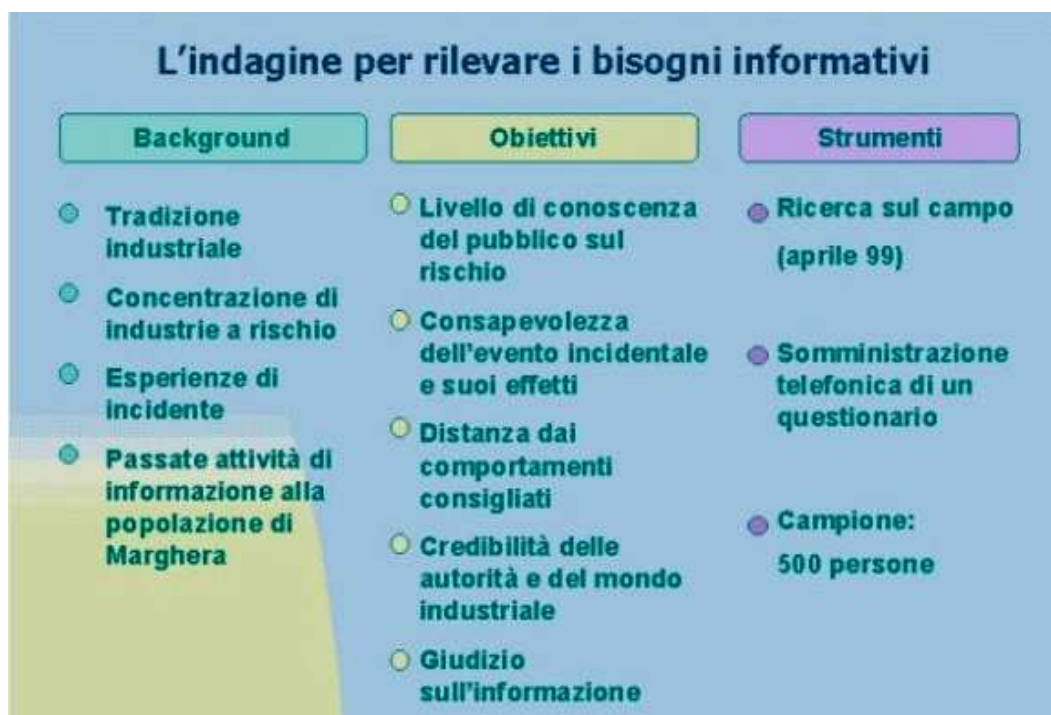 L'indagine per rilevare i bisogni informativi
Background
Tradizione
industriale
Concentrazione di
industrie a rischio
Esperienze di
incidente
Passate attività di
informazione alla
popolazione di
Marghera
Obiettivi
Livello di conoscenza
del pubblico sul
rischio
Consapevolezza
dell'evento incidentale
e suoi effetti
Distanza dai
comportamenti
consigliati
Credibilità delle
autorità e del mondo
industriale
Giudizio
sull'informazione
Strumenti
Ricerca sul campo
(aprile 99)
Somministrazione
telefonica di un
questionario
Campione:
500 persone